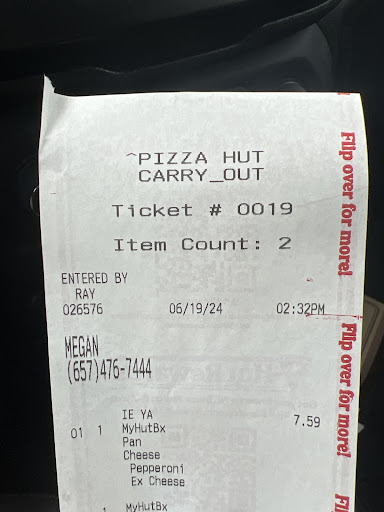 ^PIZZA HUT
CARRY_OUT
Ticket # 0019
Item Count: 2
ENTERED BY
RAY
026576 06/19/24 02:32PM
MEGAN
(657)476-7444
IE YA 7.59
01 1 MyHutBx
Pan
Cheese
Pepperoni
Ex Cheese
1 MyHutBx
Flip over for more!
Flip over for more!
Fli